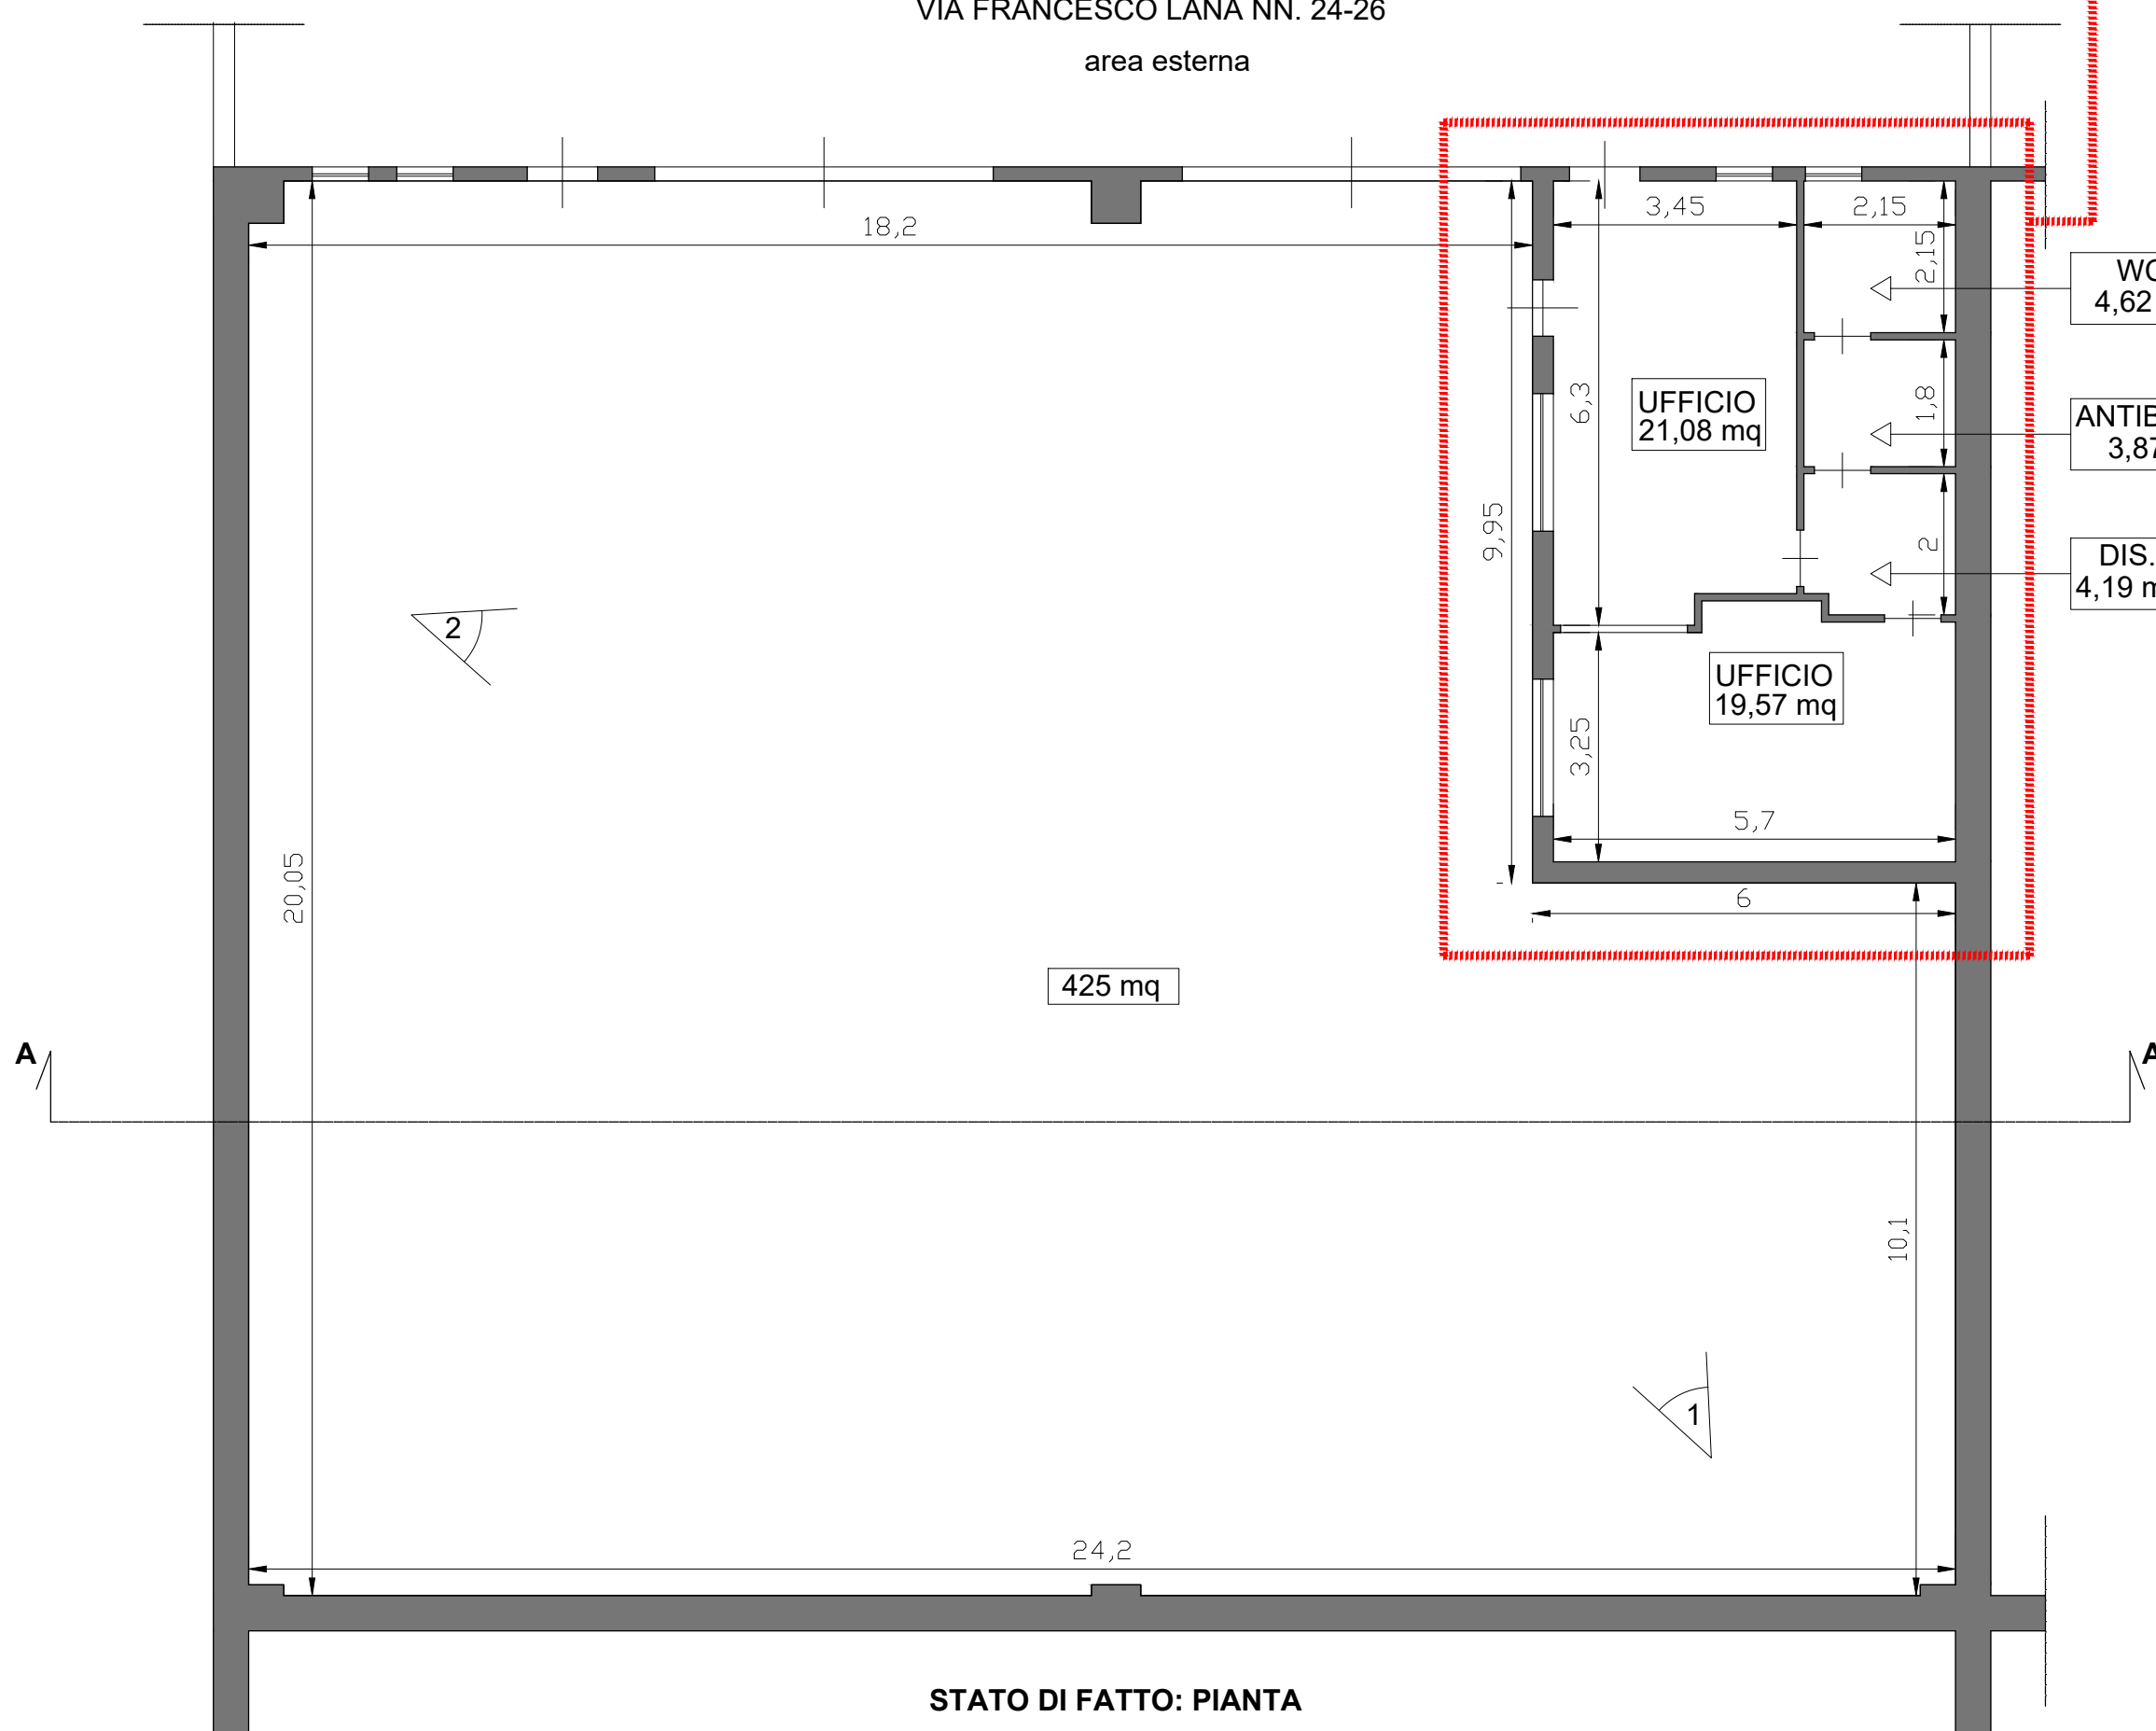 VIA FRANCESCO LANA NN. 24-26
area esterna
18,2
3,45
2,15
2,15
WC
4,62
6,3
UFFICIO
21,08 mq
1,8
ANTIB
3,87
9,95
2
DIS.
4,19 m
2
UFFICIO
19,57 mq
3,25
5,7
20,05
6
425 mq
A
A
10,1
1
24,2
STATO DI FATTO: PIANTA